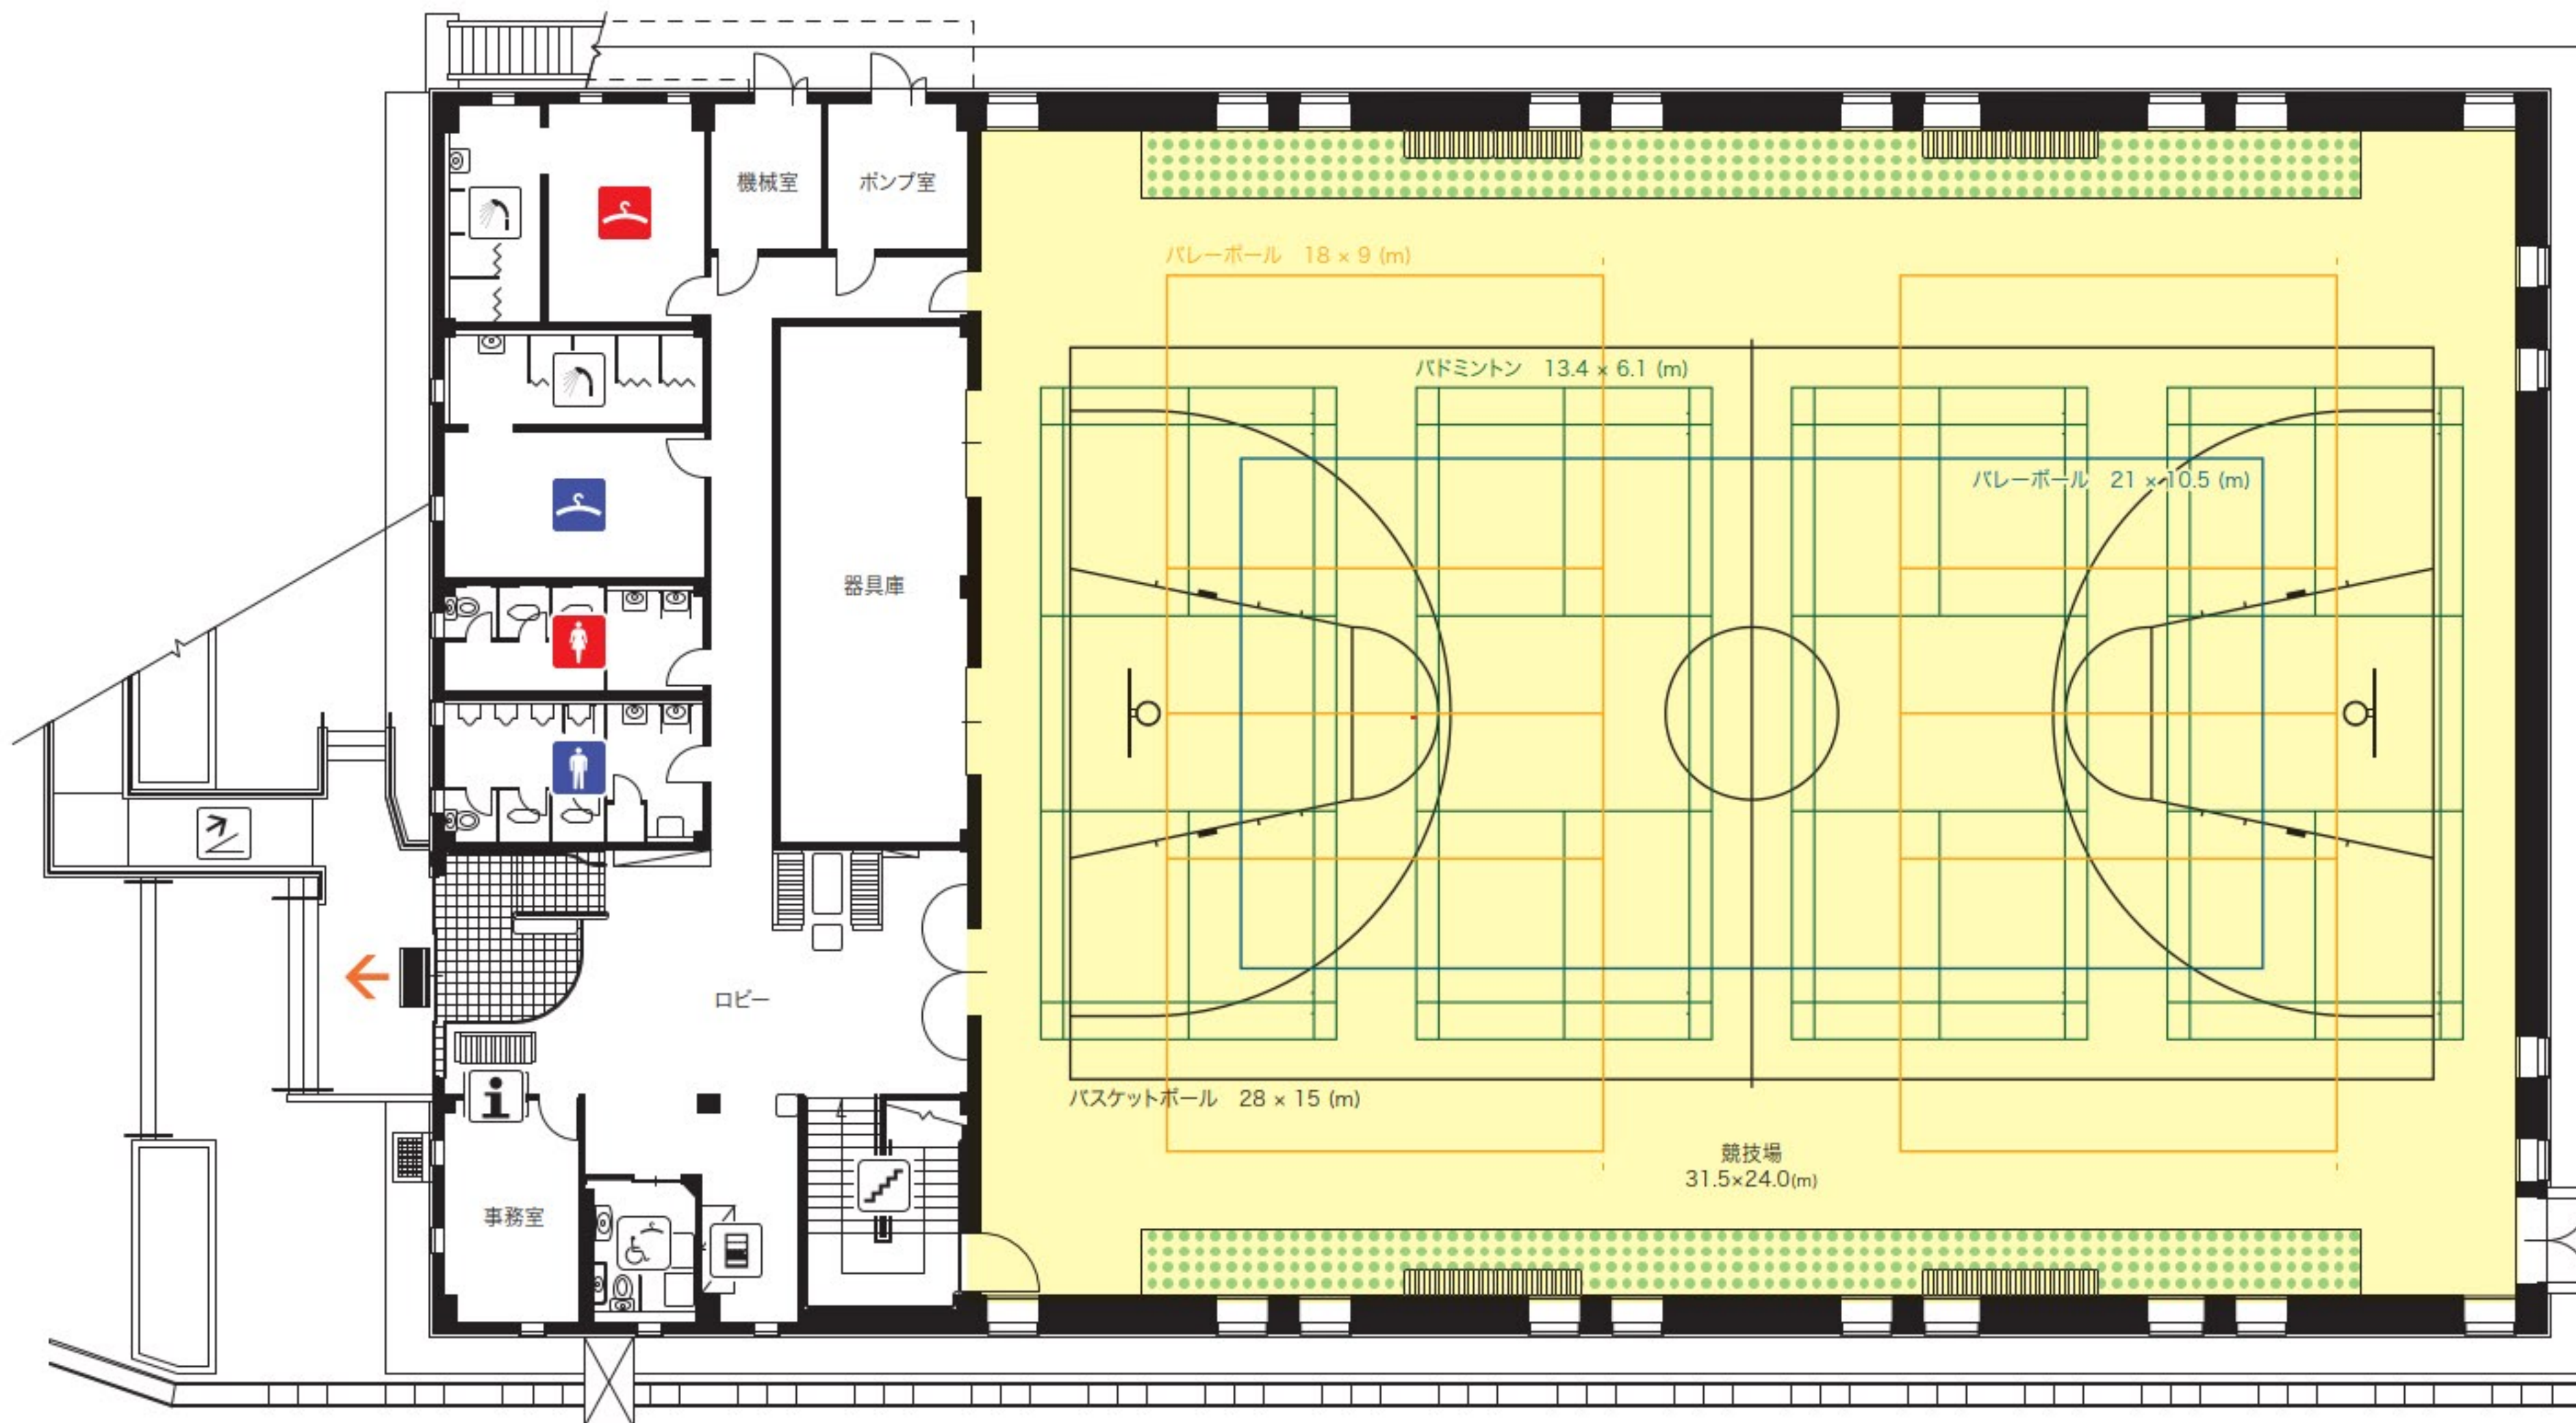 機械室
ポンプ室
バレーボール 18 × 9 (m)
バドミントン 13.4 × 6.1 (m)
バレーボール 21 × 10.5 (m)
器具庫
ロビー
バスケットボール 28 × 15 (m)
競技場
31.5×24.0(m)
事務室